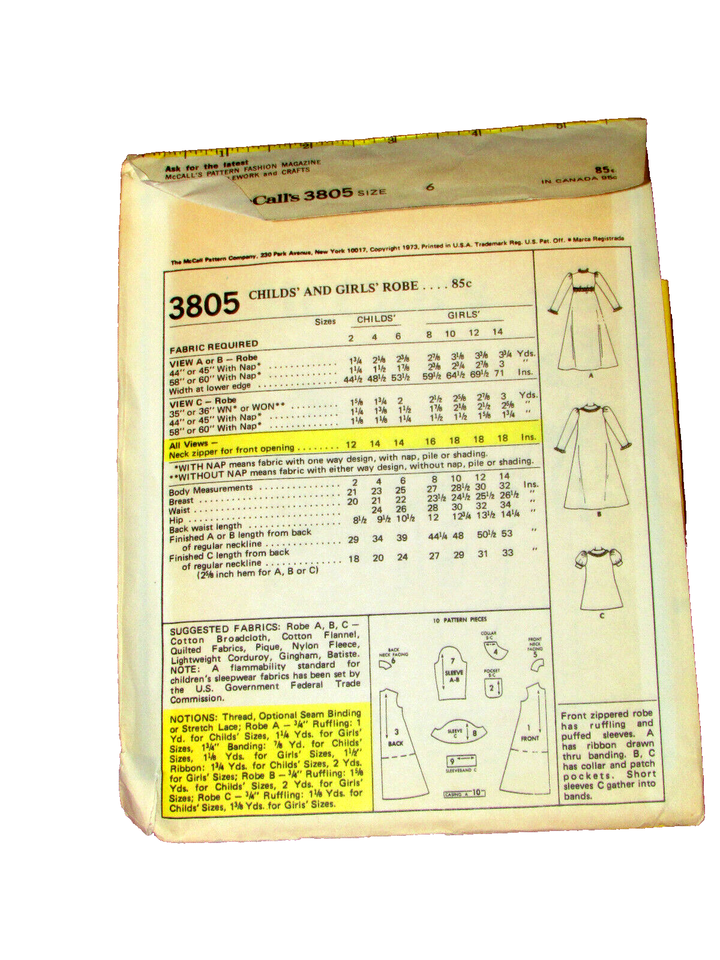 Ask for the latest
McCALL'S PATTERN FASHION MAGAZINE
EWORK and CRAFTS
Call's 3805 SIZE 6
85¢
IN CANADA 95c
The McCall Pattern Company, 230 Park Avenue, New York 10017, Copyright 1973, Printed in U.S.A. Trademark Reg. U.S. Pat. Off. * Marca Registrada
3805 CHILDS' AND GIRLS' ROBE .... 85c
Sizes CHILDS' GIRLS'
2 4 6 8 10 12 14
FABRIC REQUIRED
VIEW A or B — Robe
44" or 45" With Nap* 1¾ 2⅛ 2⅜ 2⅞ 3⅛ 3⅜ 3¾ Yds.
58" or 60" With Nap* 1¼ 1½ 1⅞ 2⅜ 2¾ 2⅞ 3 "
Width at lower edge 44½ 48½ 53½ 59½ 64½ 69½ 71 Ins.
VIEW C — Robe
35" or 36" WN* or WON** 1⅝ 1¾ 2 2½ 2⅝ 2⅞ 3 Yds.
44" or 45" With Nap* 1¼ 1⅜ 1½ 1⅞ 2⅛ 2½ 2⅝ "
58" or 60" With Nap* 1⅛ 1⅛ 1¼ 1½ 1½ 1⅝ 1¾ "
All Views —
Neck zipper for front opening 12 14 14 16 18 18 18 Ins.
*WITH NAP means fabric with one way design, with nap, pile or shading.
**WITHOUT NAP means fabric with either way design, without nap, pile or shading.
Body Measurements 2 4 6 8 10 12 14
Breast 21 23 25 27 28½ 30 32 Ins.
Waist 20 21 22 23½ 24½ 25½ 26½ "
Hip 24 26 28 30 32 34 "
Back waist length 8½ 9½ 10½ 12 12¾ 13½ 14¼ "
Finished A or B length from back
of regular neckline 29 34 39 44¼ 48 50½ 53 "
Finished C length from back
of regular neckline 18 20 24 27 29 31 33 "
(2⅝ inch hem for A, B or C)
A
B
C
SUGGESTED FABRICS: Robe A, B, C —
Cotton Broadcloth, Cotton Flannel,
Quilted Fabrics, Pique, Nylon Fleece,
Lightweight Corduroy, Gingham, Batiste.
NOTE: A flammability standard for
children's sleepwear fabrics has been set by
the U.S. Government Federal Trade
Commission.
NOTIONS: Thread, Optional Seam Binding
or Stretch Lace; Robe A — ¾" Ruffling: 1
Yd. for Childs' Sizes, 1¼ Yds. for Girls'
Sizes, 1¾" Banding: ⅞ Yd. for Childs'
Sizes, 1⅛ Yds. for Girls' Sizes, 1½"
Ribbon: 1¾ Yds. for Childs' Sizes, 2 Yds.
for Girls' Sizes; Robe B — ¾" Ruffling: 1⅝
Yds. for Childs' Sizes, 2 Yds. for Girls'
Sizes; Robe C — ¾" Ruffling: 1⅛ Yds. for
Childs' Sizes, 1⅜ Yds. for Girls' Sizes.
10 PATTERN PIECES
BACK NECK FACING 6
7 SLEEVE A-B
COLLAR B-C 4
FRONT NECK FACING 5
POCKET B-C 2
3 BACK
SLEEVE C 8
1 FRONT
9 SLEEVEBAND C
CASING A 10
Front zippered robe
has ruffling and
puffed sleeves. A
has ribbon drawn
thru banding. B, C
has collar and patch
pockets. Short
sleeves C gather into
bands.